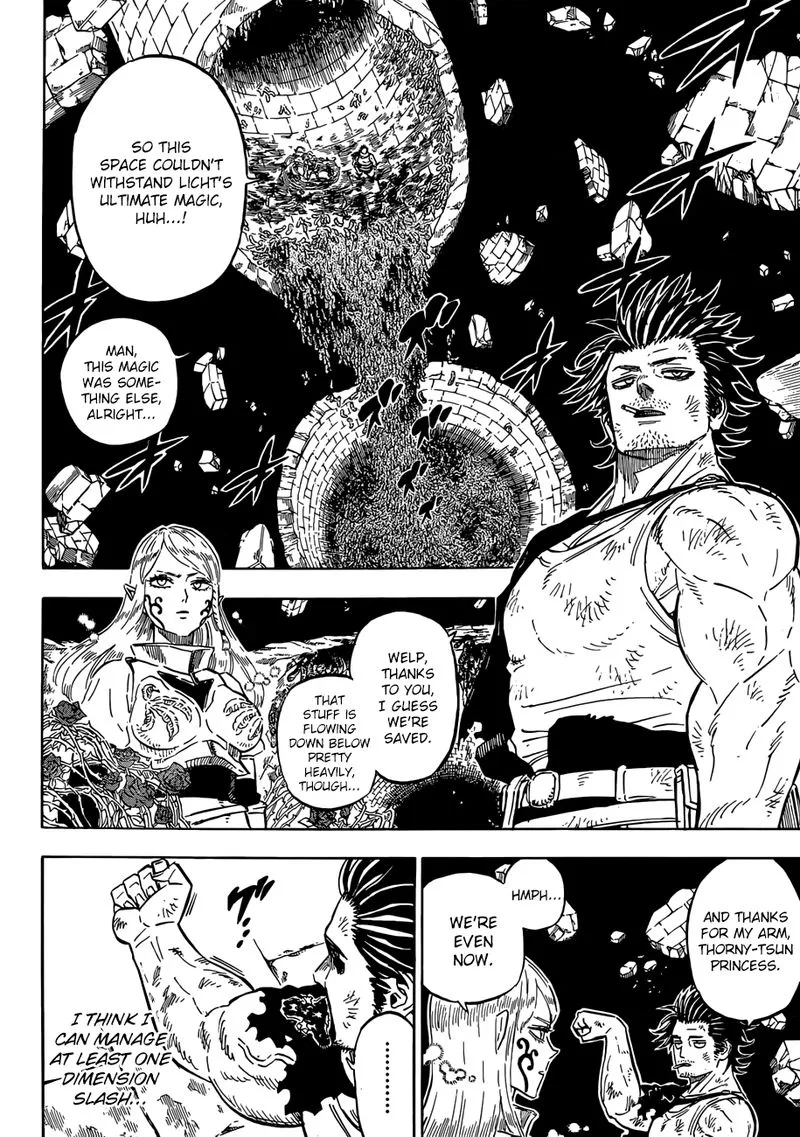 SO THIS
SPACE COULDN'T
WITHSTAND LICHT'S
ULTIMATE MAGIC,
HUH...!
MAN,
THIS MAGIC
WAS SOME-
THING ELSE,
ALRIGHT...
WELP,
THANKS
TO YOU,
I GUESS
WE'RE
SAVED.
THAT
STUFF IS
FLOWING
DOWN BELOW
PRETTY
HEAVILY,
THOUGH...
AND THANKS
FOR MY ARM,
THORNY-TSUN
PRINCESS.
HMPH...
WE'RE
EVEN
NOW.
.........
I THINK I
CAN MANAGE
AT LEAST ONE
DIMENSION
SLASH...